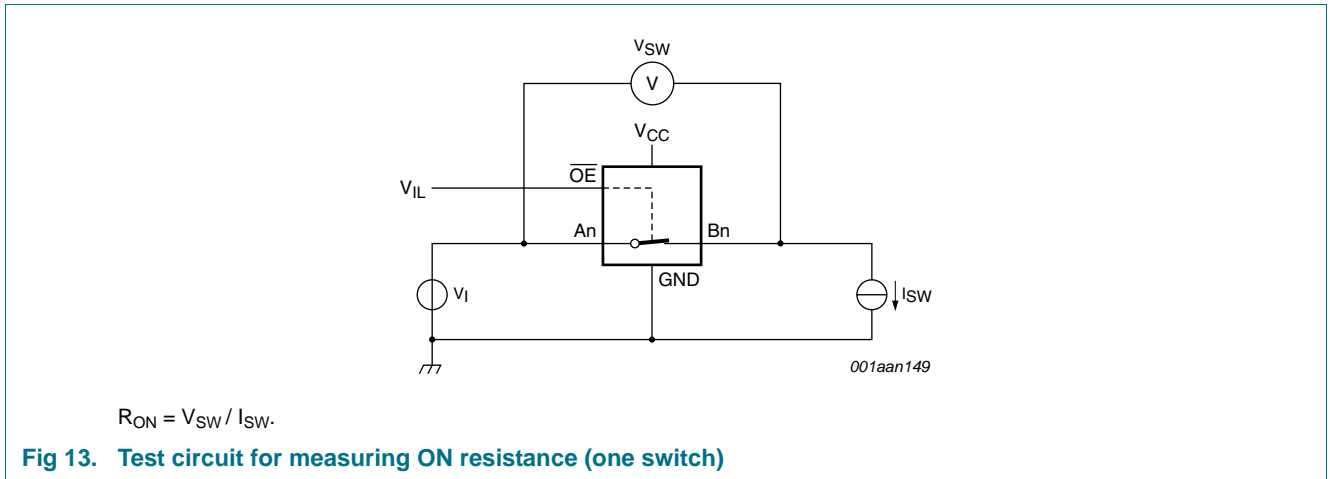 VSW
V
VCC
OE
VIL
An
Bn
GND
VI
ISW
001aan149
RON = VSW / ISW.
Fig 13. Test circuit for measuring ON resistance (one switch)